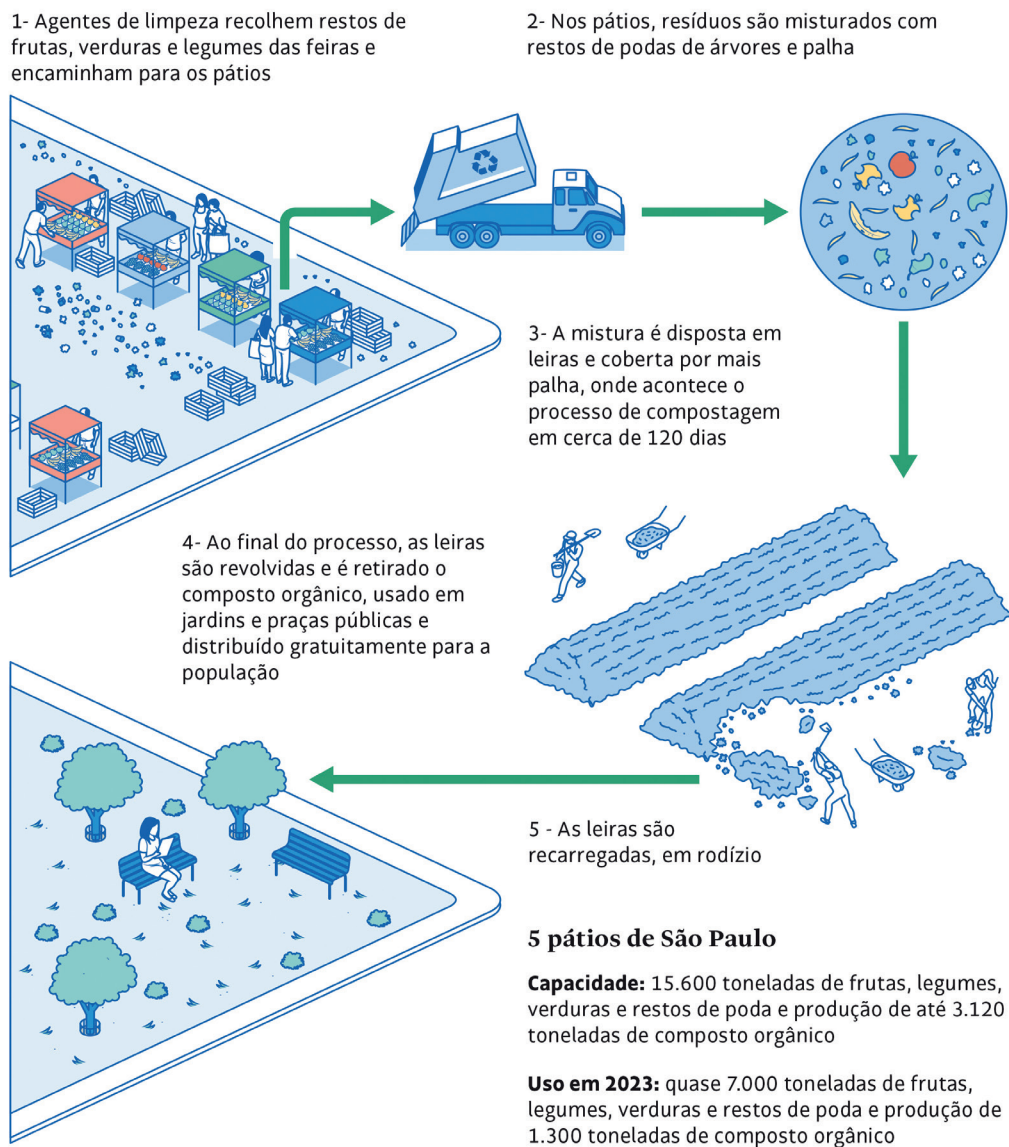 1- Agentes de limpeza recolhem restos de
frutas, verduras e legumes das feiras e
encaminham para os pátios
2- Nos pátios, resíduos são misturados com
restos de podas de árvores e palha
3- A mistura é disposta em
leiras e coberta por mais
palha, onde acontece o
processo de compostagem
em cerca de 120 dias
4- Ao final do processo, as leiras
são revolvidas e é retirado o
composto orgânico, usado em
jardins e praças públicas e
distribuído gratuitamente para a
população
5 - As leiras são
recarregadas, em rodízio
5 pátios de São Paulo
Capacidade: 15.600 toneladas de frutas, legumes,
verduras e restos de poda e produção de até 3.120
toneladas de composto orgânico
Uso em 2023: quase 7.000 toneladas de frutas,
legumes, verduras e restos de poda e produção de
1.300 toneladas de composto orgânico